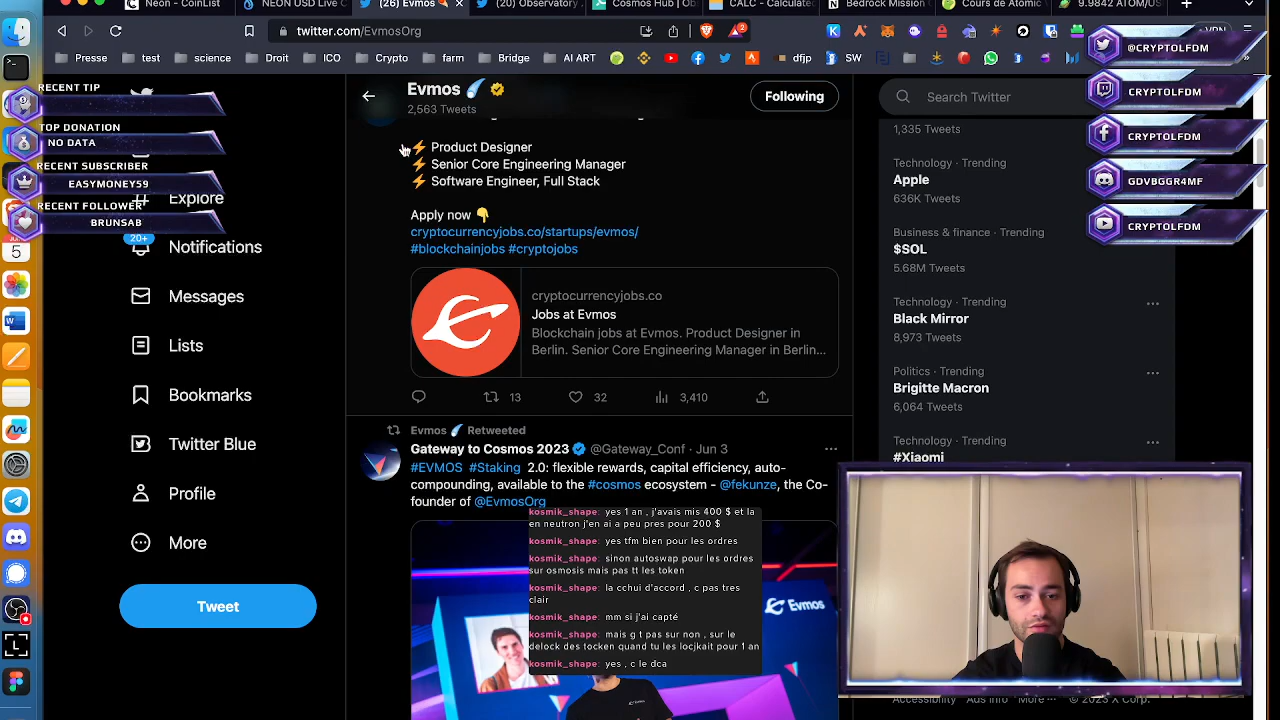 Neon - CoinList
NEON USD Live C
(26) Evmos
(20) Observatory
Cosmos Hub | Ob
CALC - Calculate
Bedrock Mission
Cours de Atomic
9.9842 ATOM/US
twitter.com/EvmosOrg
VPN
Presse
test
science
Droit
ICO
Crypto
farm
Bridge
AI ART
dfjp
SW
RECENT TIP
TOP DONATION
NO DATA
RECENT SUBSCRIBER
EASYMONEY59
RECENT FOLLOWER
BRUNSAB
Explore
20+
Notifications
Messages
Lists
Bookmarks
Twitter Blue
Profile
More
Tweet
Evmos
2,563 Tweets
Following
⚡ Product Designer
⚡ Senior Core Engineering Manager
⚡ Software Engineer, Full Stack
Apply now 👇
cryptocurrencyjobs.co/startups/evmos/
#blockchainjobs #cryptojobs
cryptocurrencyjobs.co
Jobs at Evmos
Blockchain jobs at Evmos. Product Designer in
Berlin. Senior Core Engineering Manager in Berlin...
13
32
3,410
Evmos Retweeted
Gateway to Cosmos 2023 @Gateway_Conf · Jun 3
#EVMOS #Staking 2.0: flexible rewards, capital efficiency, auto-
compounding, available to the #cosmos ecosystem - @fekunze, the Co-
founder of @EvmosOrg
Evmos
kosmik_shape: yes 1 an , j'avais mis 400 $ et la
en neutron j'en ai a peu pres pour 200 $
kosmik_shape: yes tfm bien pour les ordres
kosmik_shape: sinon autoswap pour les ordres
sur osmosis mais pas tt les token
kosmik_shape: la cchui d'accord , c pas tres
clair
kosmik_shape: mm si j'ai capté
kosmik_shape: mais g t pas sur non , sur le
delock des tocken quand tu les locjkait pour 1 an
kosmik_shape: yes , c le dca
Search Twitter
1,335 Tweets
Technology · Trending
Apple
636K Tweets
Business & finance · Trending
$SOL
5.68M Tweets
Technology · Trending
Black Mirror
8,973 Tweets
Politics · Trending
Brigitte Macron
6,064 Tweets
Technology · Trending
#Xiaomi
@CRYPTOLFDM
CRYPTOLFDM
CRYPTOLFDM
GDVBGGR4MF
CRYPTOLFDM
Accessibility Ads info More ··· © 2023 X Corp.